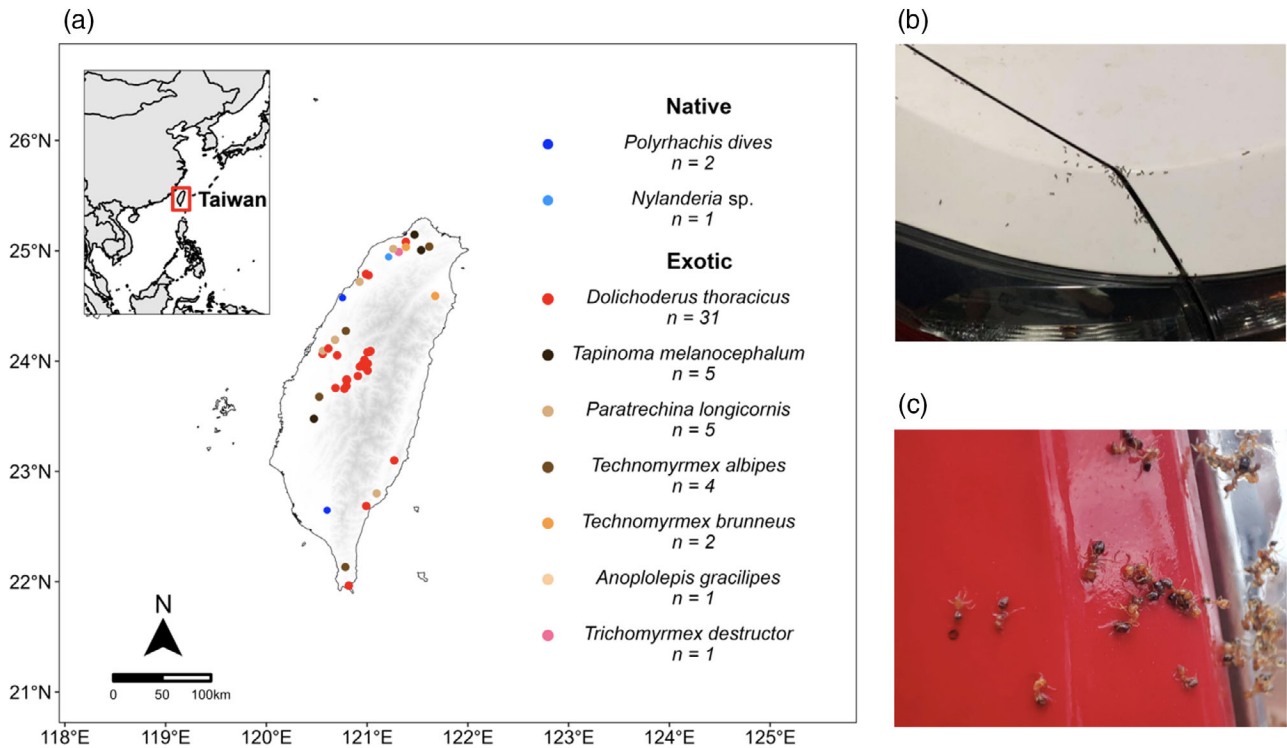 (a)
Taiwan
26°N
25°N
24°N
23°N
22°N
21°N
118°E
119°E
120°E
121°E
122°E
123°E
124°E
125°E
N
0
50
100km
Native
Polyrhachis dives
n = 2
Nylanderia sp.
n = 1
Exotic
Dolichoderus thoracicus
n = 31
Tapinoma melanocephalum
n = 5
Paratrechina longicornis
n = 5
Technomyrmex albipes
n = 4
Technomyrmex brunneus
n = 2
Anoplolepis gracilipes
n = 1
Trichomyrmex destructor
n = 1
(b)
(c)